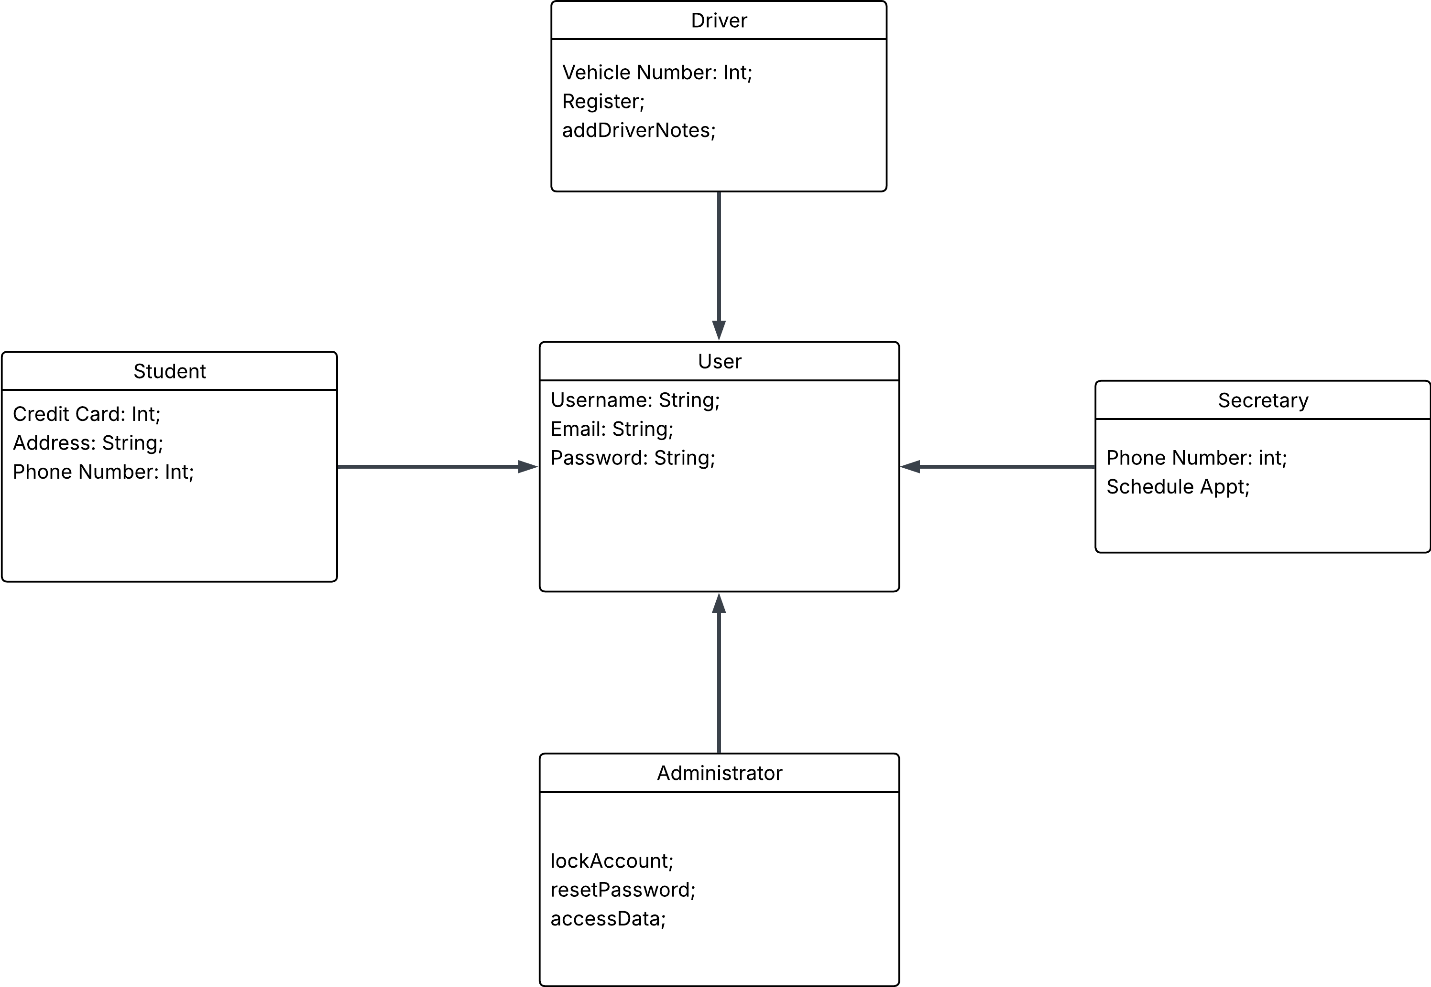 Driver
Vehicle Number: Int;
Register;
addDriverNotes;
Student
Credit Card: Int;
Address: String;
Phone Number: Int;
User
Username: String;
Email: String;
Password: String;
Secretary
Phone Number: int;
Schedule Appt;
Administrator
lockAccount;
resetPassword;
accessData;